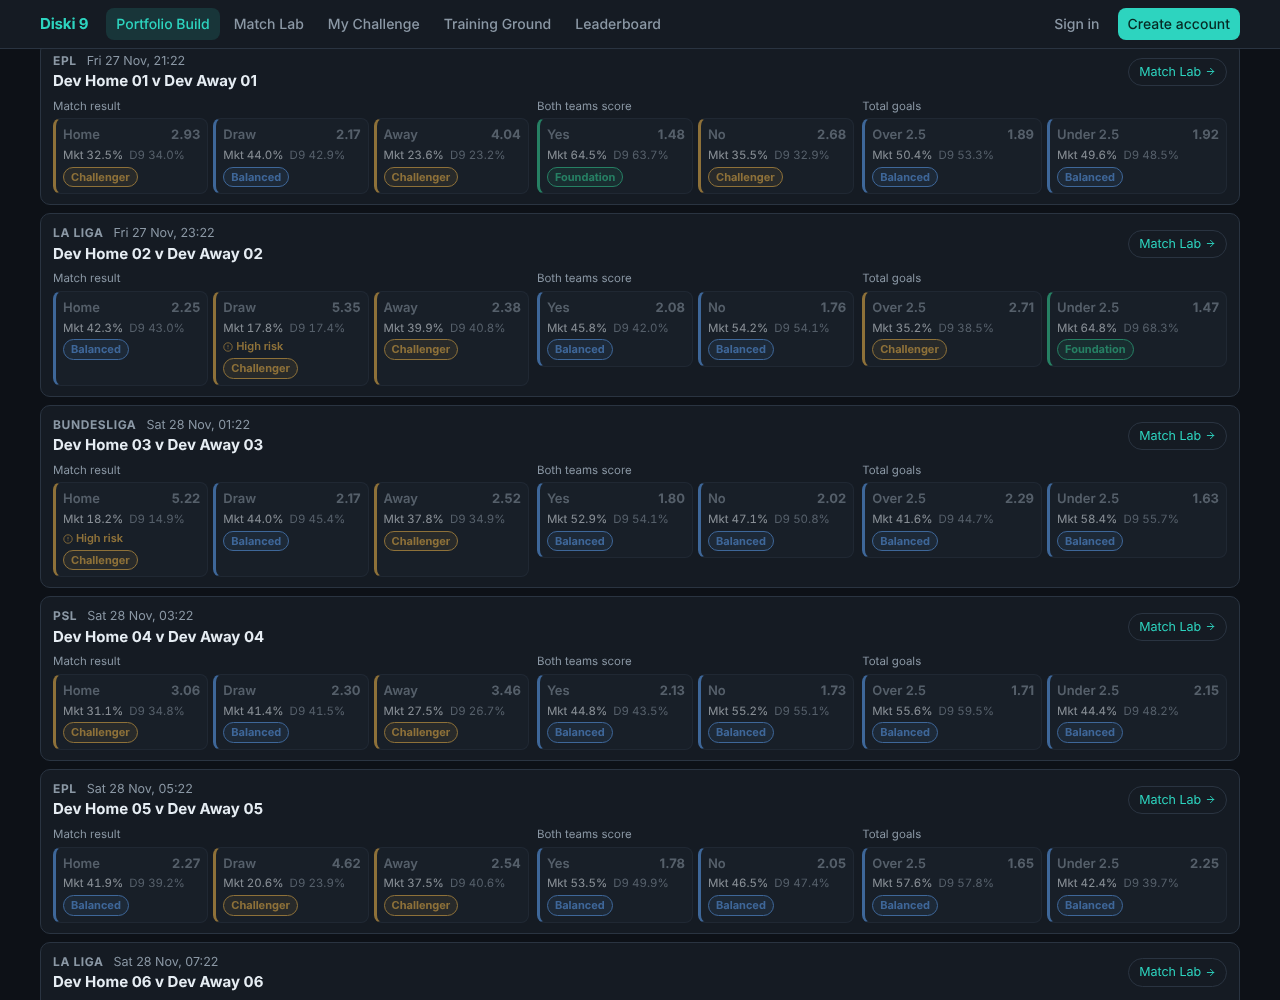 Diski 9 Portfolio Build Match Lab My Challenge Training Ground Leaderboard Sign in Create account
EPL Fri 27 Nov, 21:22
Dev Home 01 v Dev Away 01
Match Lab →
Match result Both teams score Total goals
Home 2.93 Draw 2.17 Away 4.04 Yes 1.48 No 2.68 Over 2.5 1.89 Under 2.5 1.92
Mkt 32.5% D9 34.0% Mkt 44.0% D9 42.9% Mkt 23.6% D9 23.2% Mkt 64.5% D9 63.7% Mkt 35.5% D9 32.9% Mkt 50.4% D9 53.3% Mkt 49.6% D9 48.5%
Challenger Balanced Challenger Foundation Challenger Balanced Balanced
LA LIGA Fri 27 Nov, 23:22
Dev Home 02 v Dev Away 02
Match Lab →
Match result Both teams score Total goals
Home 2.25 Draw 5.35 Away 2.38 Yes 2.08 No 1.76 Over 2.5 2.71 Under 2.5 1.47
Mkt 42.3% D9 43.0% Mkt 17.8% D9 17.4% Mkt 39.9% D9 40.8% Mkt 45.8% D9 42.0% Mkt 54.2% D9 54.1% Mkt 35.2% D9 38.5% Mkt 64.8% D9 68.3%
Balanced High risk Challenger Balanced Balanced Challenger Foundation
Challenger
BUNDESLIGA Sat 28 Nov, 01:22
Dev Home 03 v Dev Away 03
Match Lab →
Match result Both teams score Total goals
Home 5.22 Draw 2.17 Away 2.52 Yes 1.80 No 2.02 Over 2.5 2.29 Under 2.5 1.63
Mkt 18.2% D9 14.9% Mkt 44.0% D9 45.4% Mkt 37.8% D9 34.9% Mkt 52.9% D9 54.1% Mkt 47.1% D9 50.8% Mkt 41.6% D9 44.7% Mkt 58.4% D9 55.7%
High risk Balanced Challenger Balanced Balanced Balanced Balanced
Challenger
PSL Sat 28 Nov, 03:22
Dev Home 04 v Dev Away 04
Match Lab →
Match result Both teams score Total goals
Home 3.06 Draw 2.30 Away 3.46 Yes 2.13 No 1.73 Over 2.5 1.71 Under 2.5 2.15
Mkt 31.1% D9 34.8% Mkt 41.4% D9 41.5% Mkt 27.5% D9 26.7% Mkt 44.8% D9 43.5% Mkt 55.2% D9 55.1% Mkt 55.6% D9 59.5% Mkt 44.4% D9 48.2%
Challenger Balanced Challenger Balanced Balanced Balanced Balanced
EPL Sat 28 Nov, 05:22
Dev Home 05 v Dev Away 05
Match Lab →
Match result Both teams score Total goals
Home 2.27 Draw 4.62 Away 2.54 Yes 1.78 No 2.05 Over 2.5 1.65 Under 2.5 2.25
Mkt 41.9% D9 39.2% Mkt 20.6% D9 23.9% Mkt 37.5% D9 40.6% Mkt 53.5% D9 49.9% Mkt 46.5% D9 47.4% Mkt 57.6% D9 57.8% Mkt 42.4% D9 39.7%
Balanced Challenger Challenger Balanced Balanced Balanced Balanced
LA LIGA Sat 28 Nov, 07:22
Dev Home 06 v Dev Away 06
Match Lab →